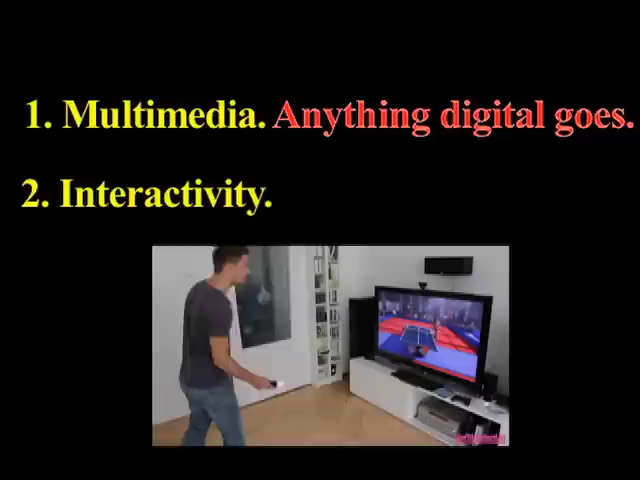 1. Multimedia. Anything digital goes.
2. Interactivity.